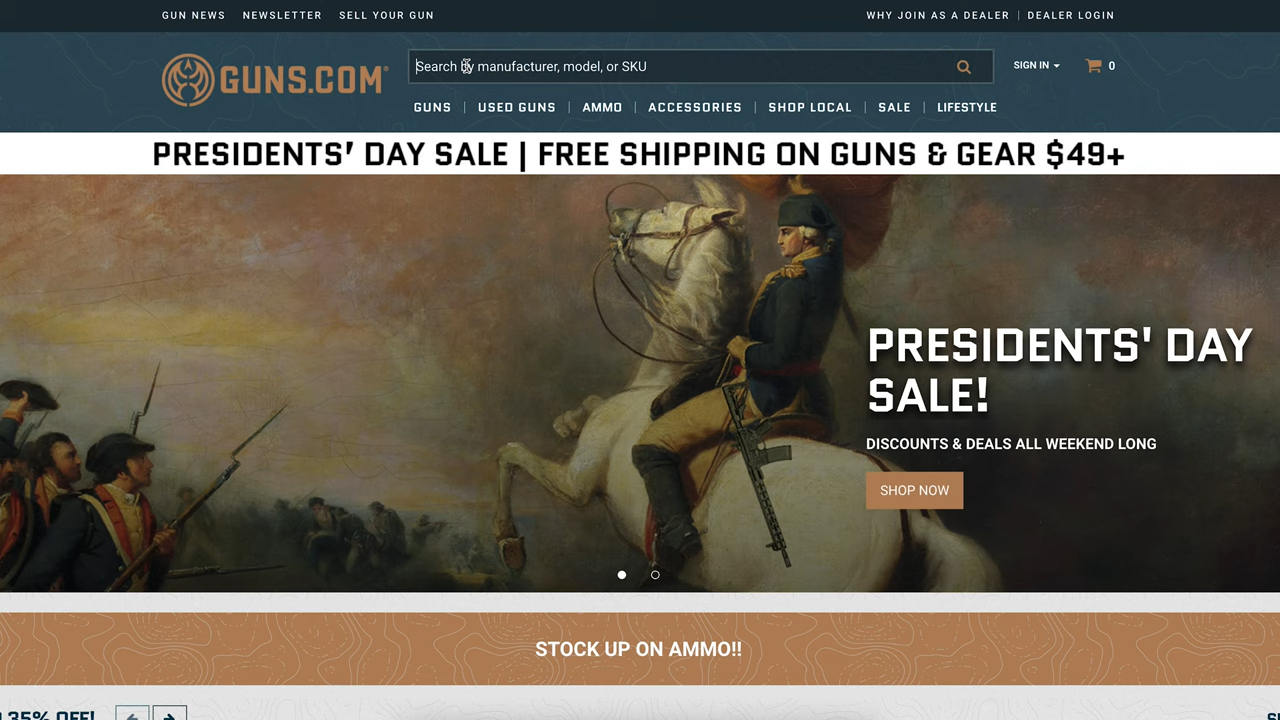 GUN NEWS NEWSLETTER SELL YOUR GUN WHY JOIN AS A DEALER | DEALER LOGIN
GUNS.COM®
Search by manufacturer, model, or SKU
SIGN IN 0
GUNS | USED GUNS | AMMO | ACCESSORIES | SHOP LOCAL | SALE | LIFESTYLE
PRESIDENTS' DAY SALE | FREE SHIPPING ON GUNS & GEAR $49+
PRESIDENTS' DAY
SALE!
DISCOUNTS & DEALS ALL WEEKEND LONG
SHOP NOW
STOCK UP ON AMMO!!
35% OFF!